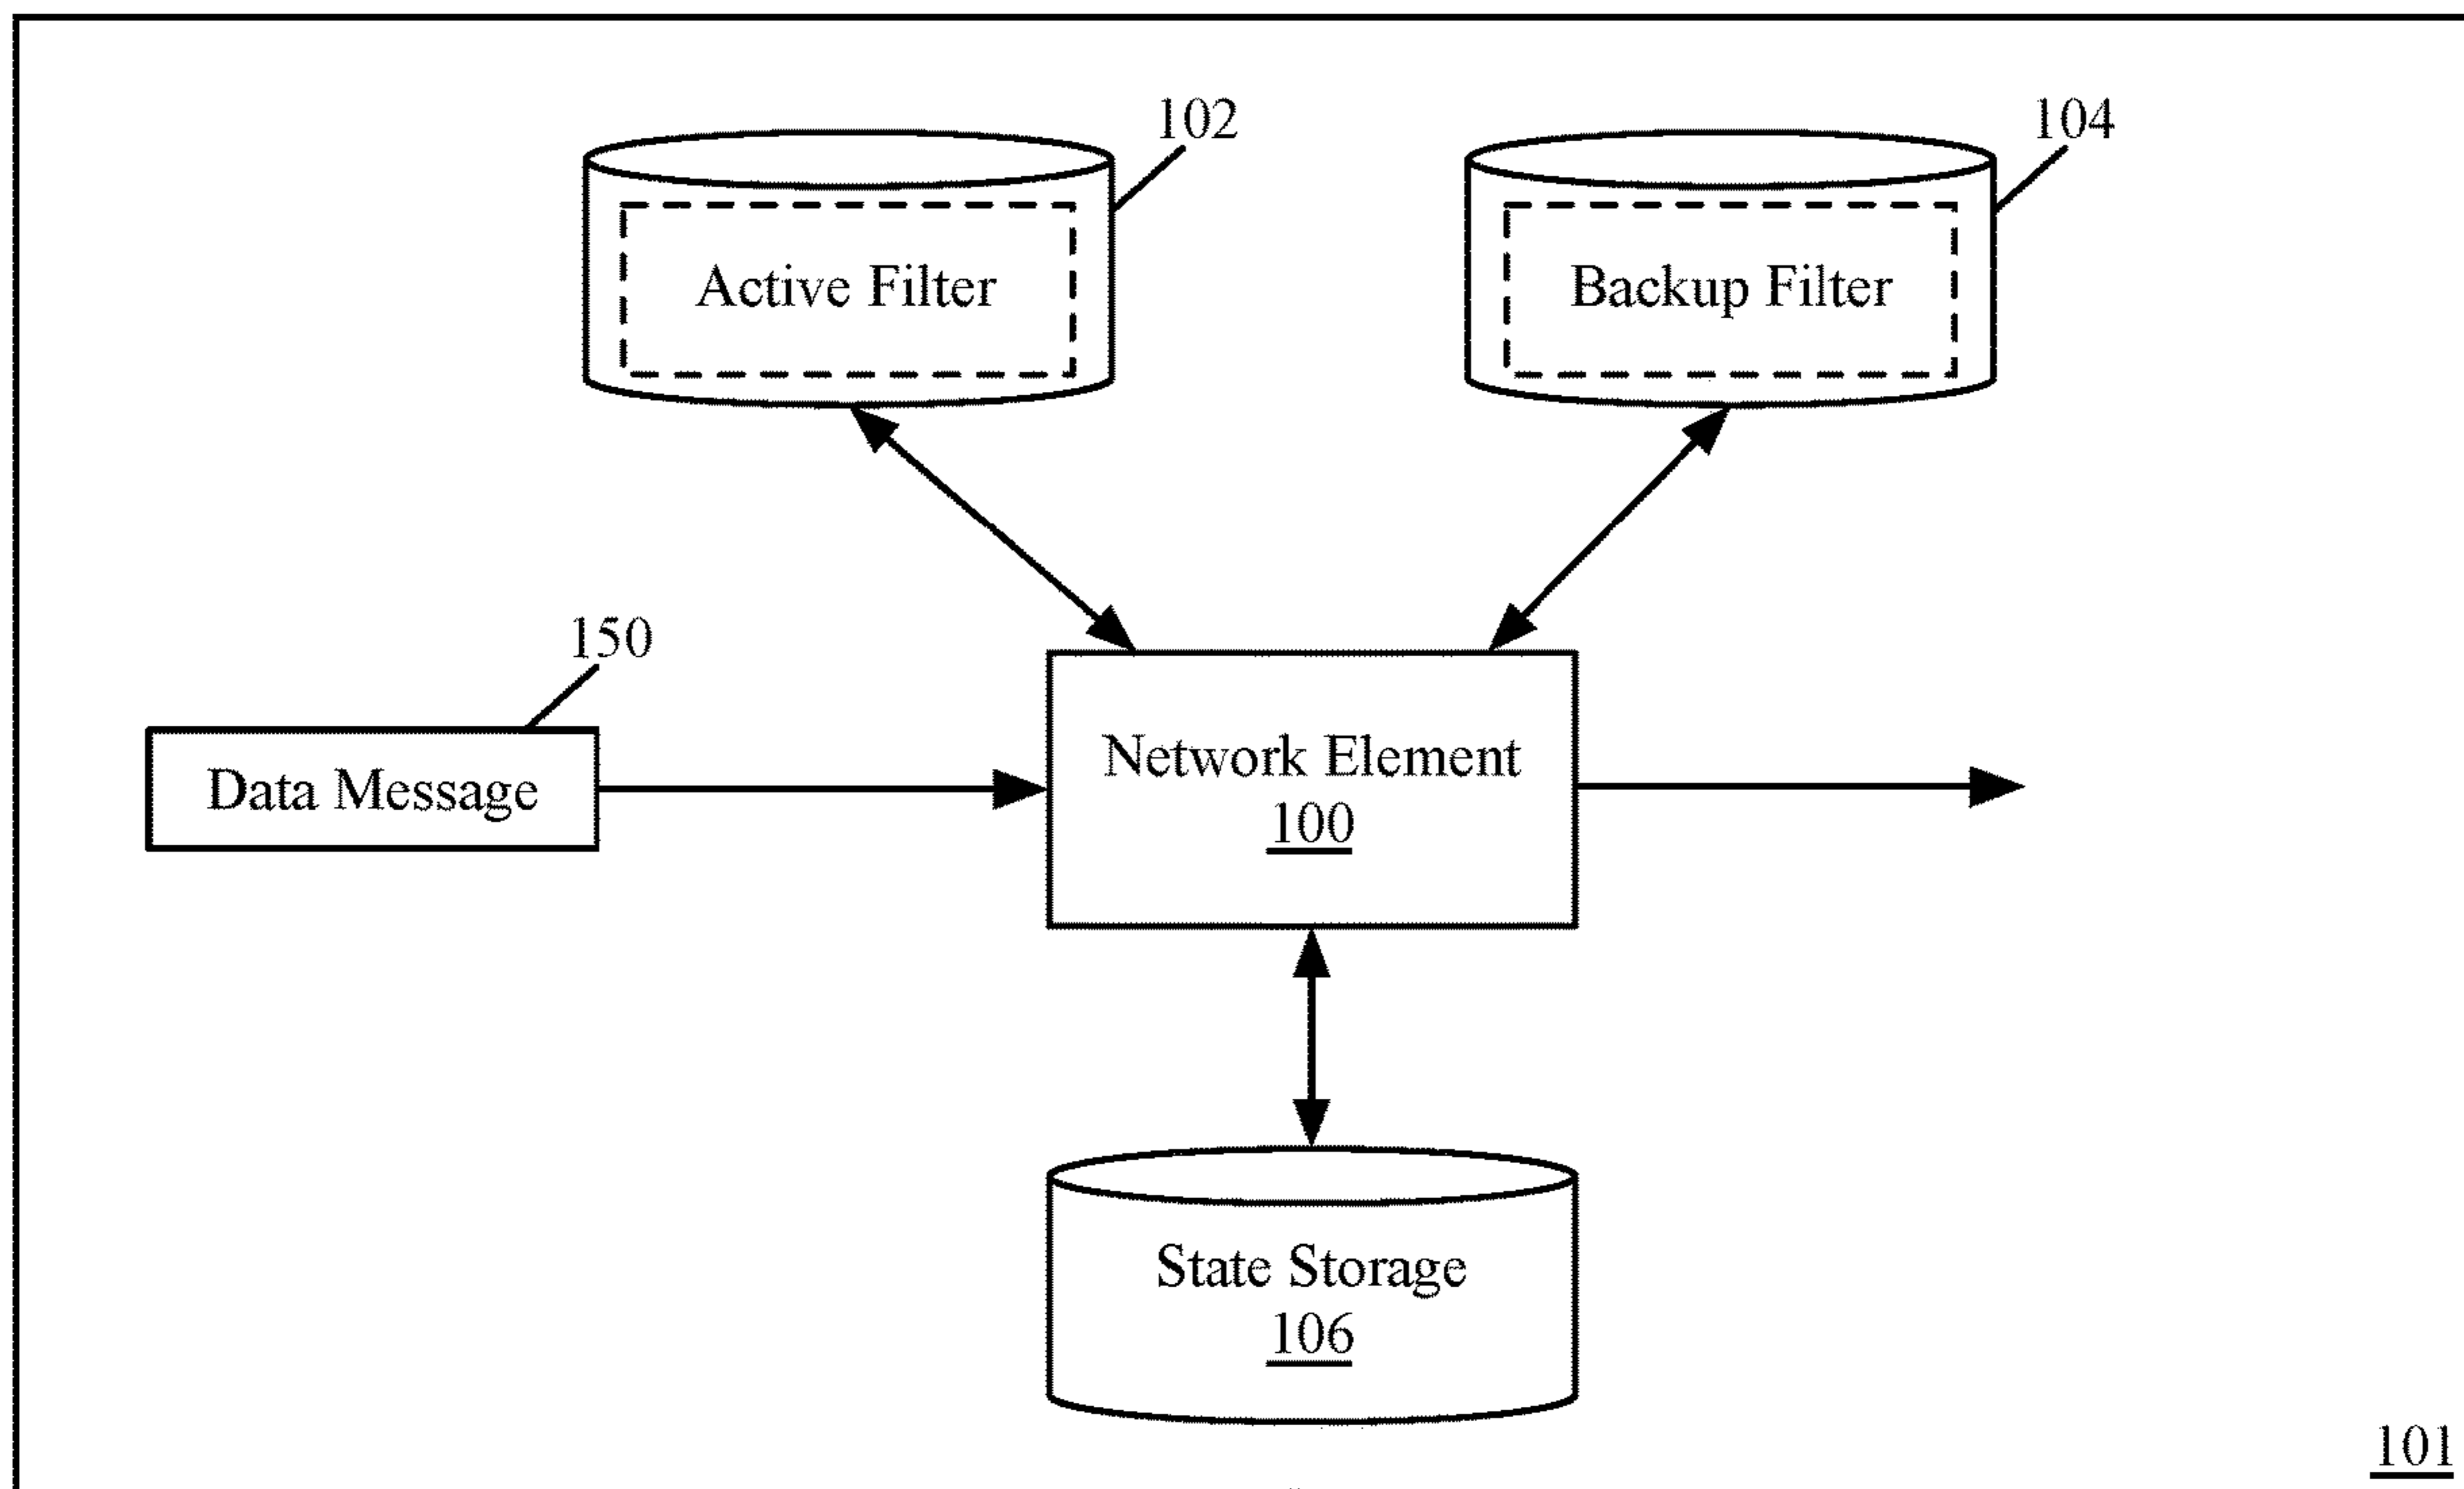 102
104
Active Filter
Backup Filter
150
Data Message
Network Element
100
State Storage
106
101